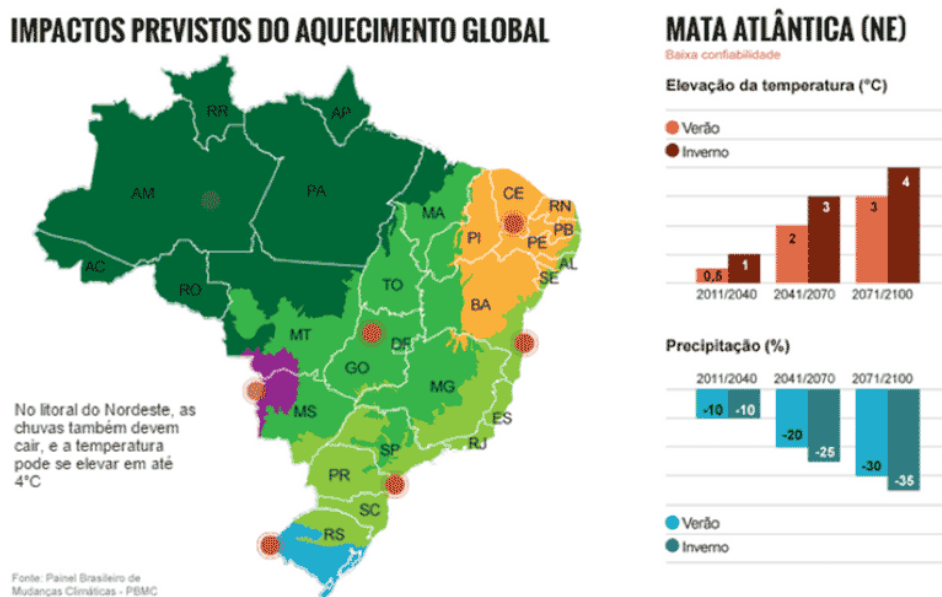 IMPACTOS PREVISTOS DO AQUECIMENTO GLOBAL
RR
AP
AM
PA
MA
CE
RN
PB
PI
PE
AL
SE
AC
RO
TO
BA
MT
DF
GO
MG
MS
ES
SP
RJ
PR
SC
RS
No litoral do Nordeste, as
chuvas também devem
cair, e a temperatura
pode se elevar em até
4°C
Fonte: Painel Brasileiro de
Mudanças Climáticas - PBMC
MATA ATLÂNTICA (NE)
Baixa confiabilidade
Elevação da temperatura (°C)
Verão
Inverno
0,5 1 2 3 3 4
2011/2040 2041/2070 2071/2100
Precipitação (%)
2011/2040 2041/2070 2071/2100
-10 -10 -20 -25 -30 -35
Verão
Inverno